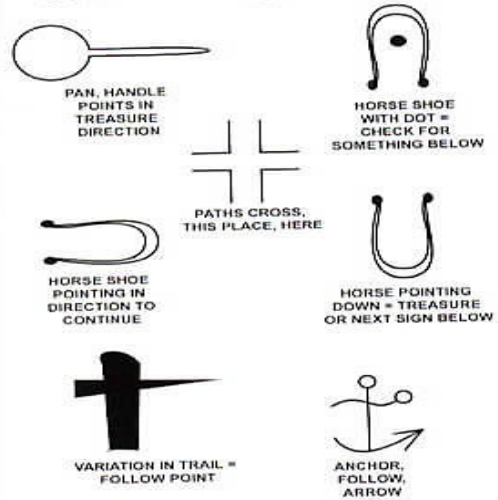 PAN, HANDLE
POINTS IN
TREASURE
DIRECTION
HORSE SHOE
WITH DOT =
CHECK FOR
SOMETHING BELOW
PATHS CROSS,
THIS PLACE, HERE
HORSE SHOE
POINTING IN
DIRECTION TO
CONTINUE
HORSE POINTING
DOWN = TREASURE
OR NEXT SIGN BELOW
VARIATION IN TRAIL =
FOLLOW POINT
ANCHOR,
FOLLOW,
ARROW